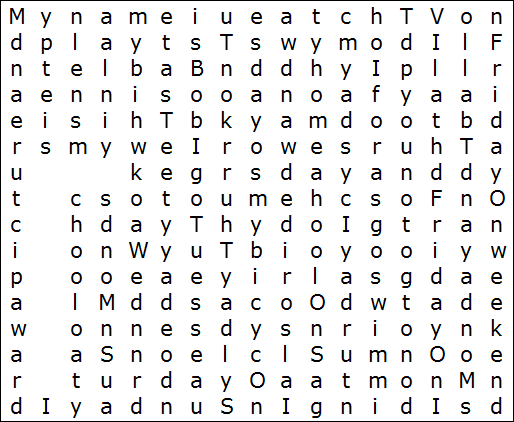 M y n a m e i u e a t c h T V o n
d p l a y t s T s w y m o d I l F
n t e l b a B n d d h y I p l l r
a e n n i s o o a n o a f y a a i
e i s i h T b k y a m d o o t b d
r s m y w e I r o w e s r u h T a
u k e g r s d a y a n d d y
t c s o t o u m e h c s o F n O
c h d a y T h y d o I g t r a n
i o n W y u T b i o y o o i y w
p o o e a e y i r l a s g d a e
a l M d d s a c o O d w t a d e
w o n n e s d y s n r i o y n k
a a S n o e l c l S u m n O o e
r t u r d a y O a a t m o n M n
d I y a d n u S n I g n i d I s d